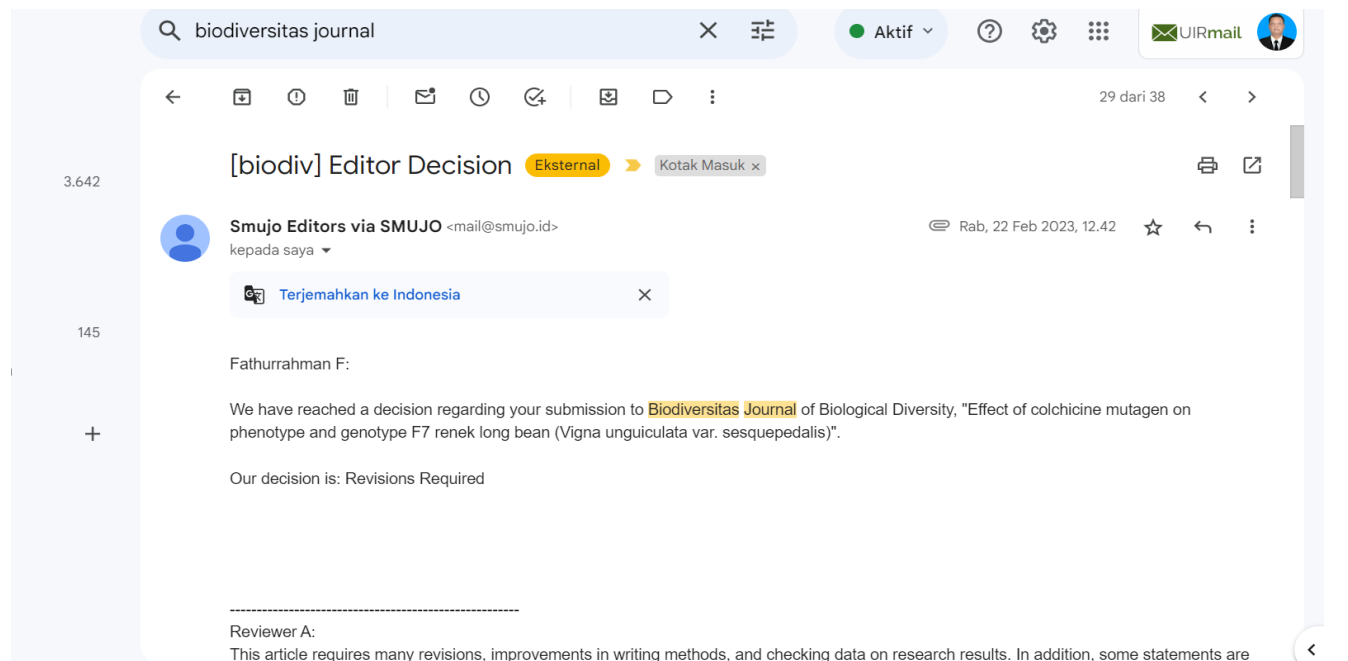 biodiversitas journal
Aktif
UIRmail
29 dari 38
[biodiv] Editor Decision Eksternal Kotak Masuk ×
3.642
Smujo Editors via SMUJO <mail@smujo.id> Rab, 22 Feb 2023, 12.42
kepada saya
Terjemahkan ke Indonesia
145
Fathurrahman F:
We have reached a decision regarding your submission to Biodiversitas Journal of Biological Diversity, "Effect of colchicine mutagen on
phenotype and genotype F7 renek long bean (Vigna unguiculata var. sesquepedalis)".
Our decision is: Revisions Required
------------------------------------------------------
Reviewer A:
This article requires many revisions, improvements in writing methods, and checking data on research results. In addition, some statements are